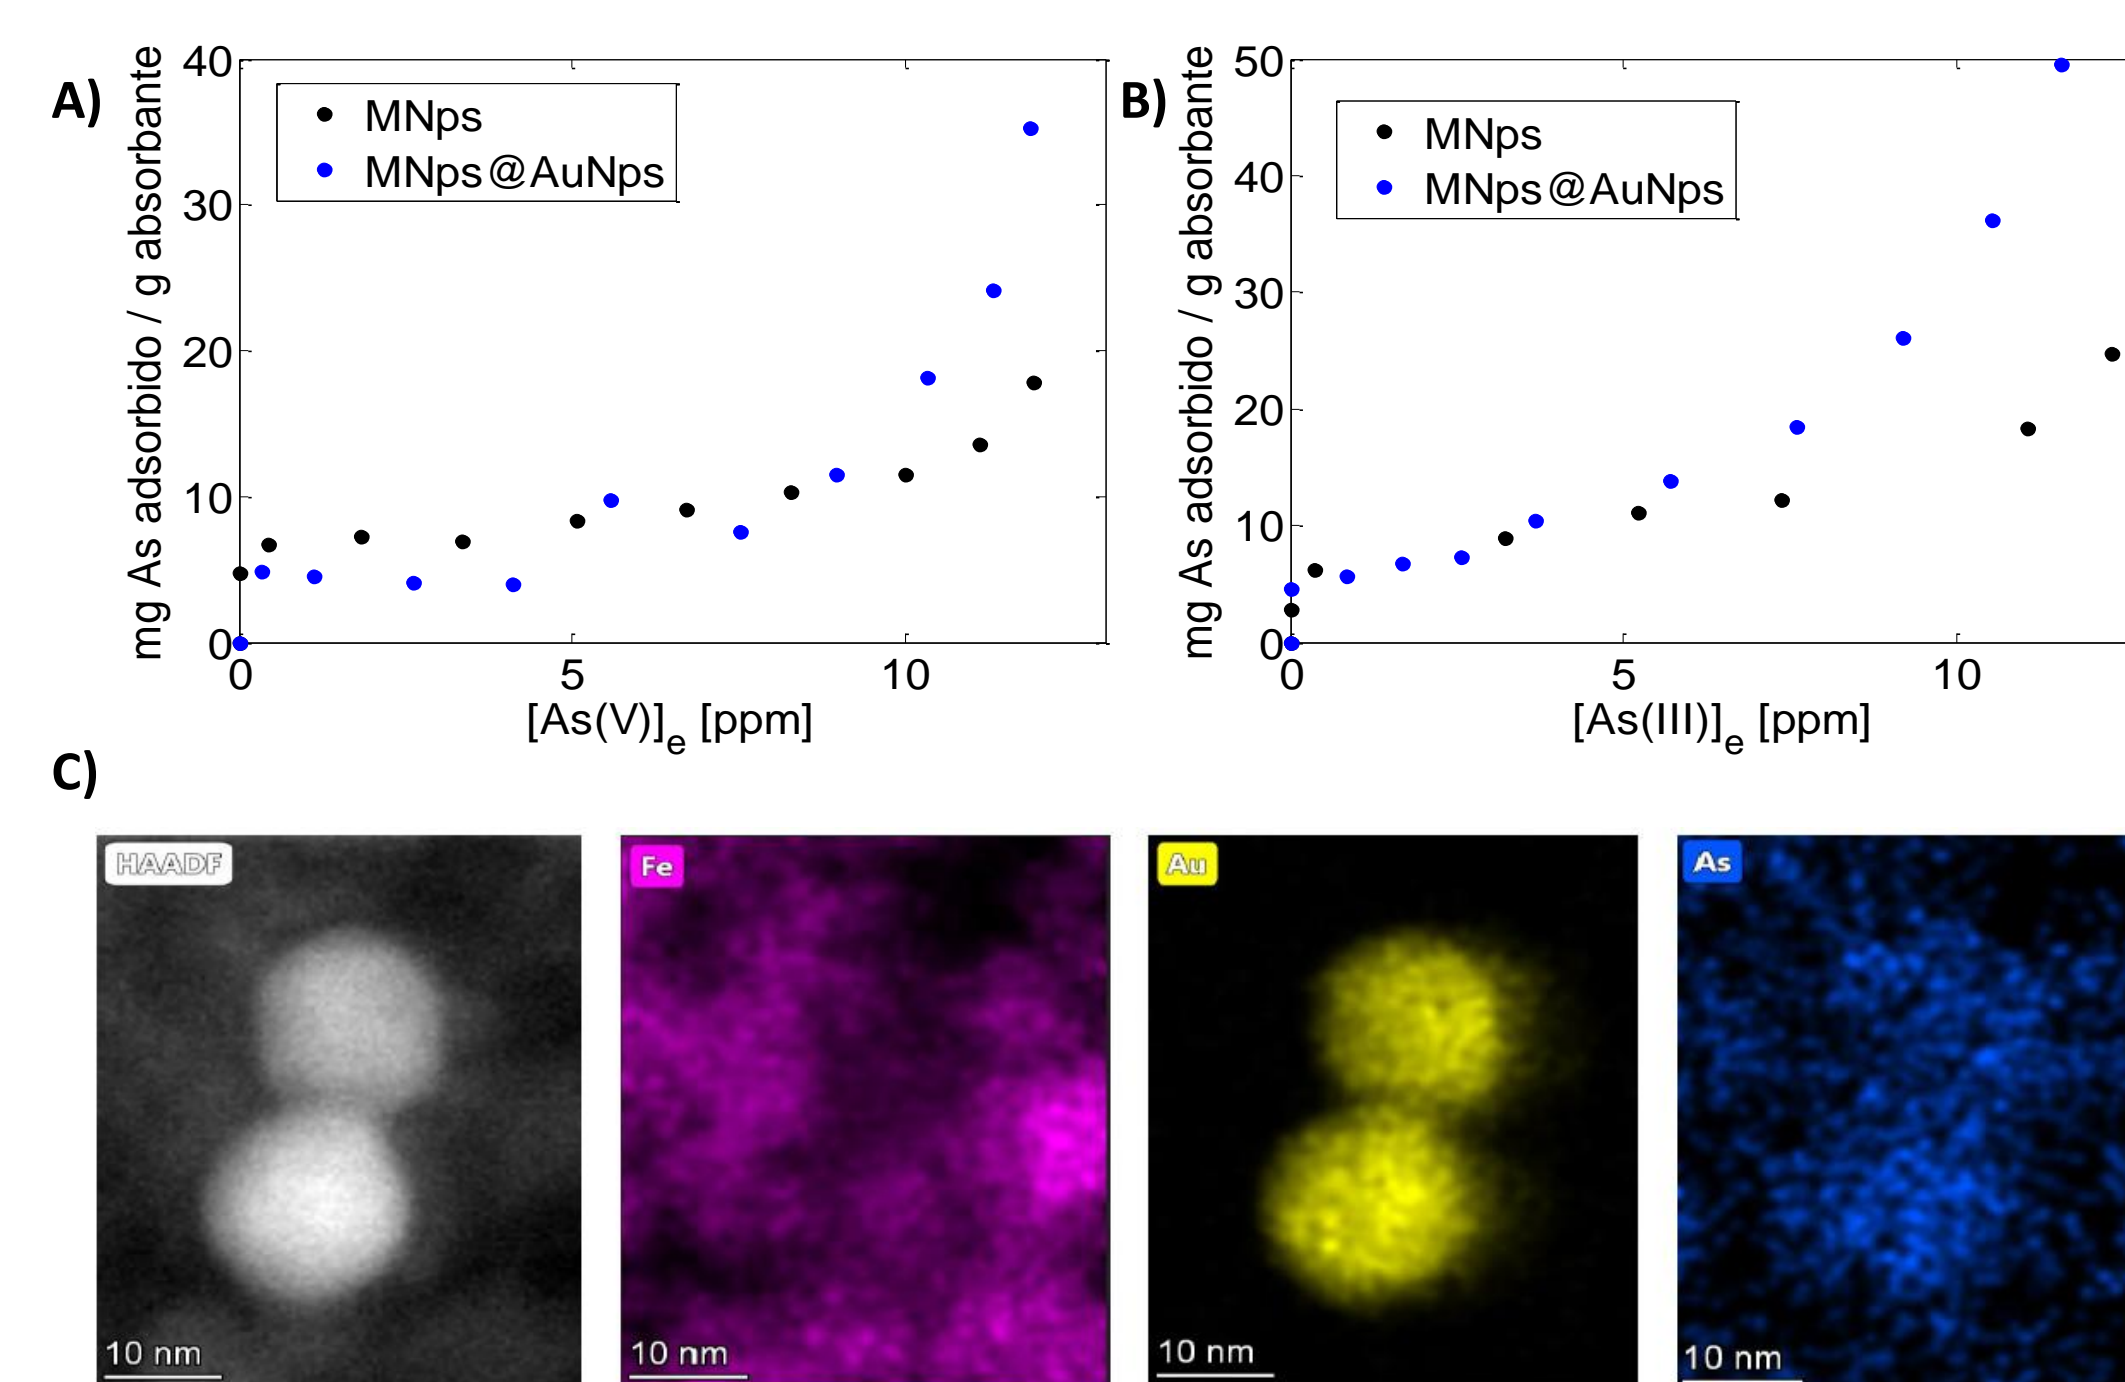 A)
mg As adsorbido / g absorbante
40
30
20
10
0
MNps
MNps@AuNps
0 5 10
[As(V)]e [ppm]
B)
mg As adsorbido / g absorbante
50
40
30
20
10
0
MNps
MNps@AuNps
0 5 10
[As(III)]e [ppm]
C)
HAADF
10 nm
Fe
10 nm
Au
10 nm
As
10 nm